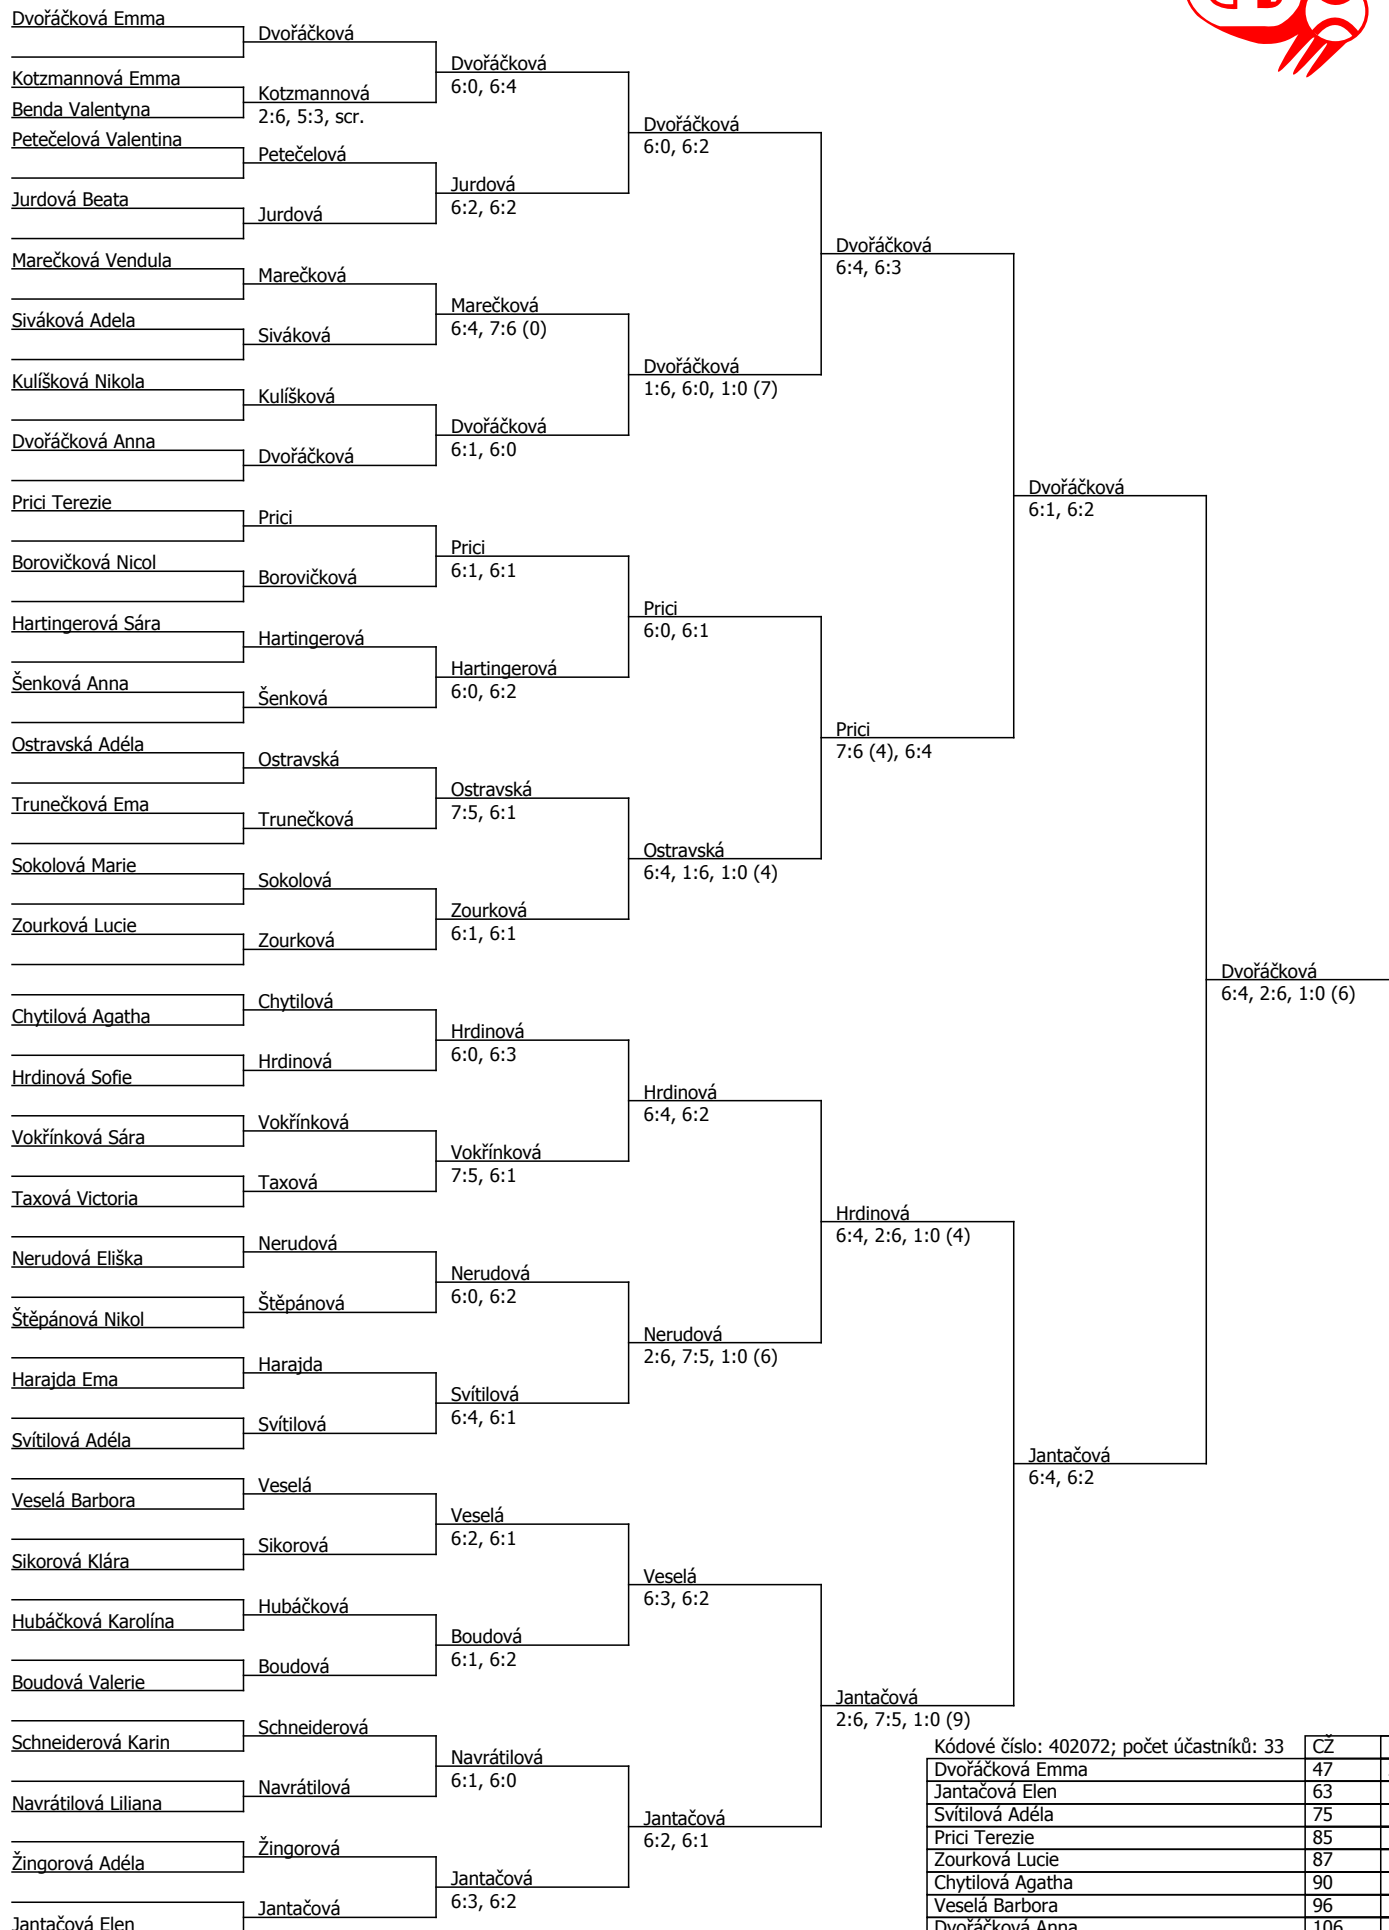 Dvořáčková Emma
Kotzmannová Emma
Benda Valentyna
Petečelová Valentina
Jurdová Beata
Marečková Vendula
Siváková Adela
Kulíšková Nikola
Dvořáčková Anna
Prici Terezie
Borovičková Nicol
Hartingerová Sára
Šenková Anna
Ostravská Adéla
Trunečková Ema
Sokolová Marie
Zourková Lucie
Chytilová Agatha
Hrdinová Sofie
Vokřínková Sára
Taxová Victoria
Nerudová Eliška
Štěpánová Nikol
Harajda Ema
Svítilová Adéla
Veselá Barbora
Sikorová Klára
Hubáčková Karolína
Boudová Valerie
Schneiderová Karin
Navrátilová Liliana
Žingorová Adéla
Jantačová Elen
Dvořáčková
Kotzmannová
2:6, 5:3, scr.
Petečelová
Jurdová
Marečková
Siváková
Kulíšková
Dvořáčková
Prici
Borovičková
Hartingerová
Šenková
Ostravská
Trunečková
Sokolová
Zourková
Chytilová
Hrdinová
Vokřínková
Taxová
Nerudová
Štěpánová
Harajda
Svítilová
Veselá
Sikorová
Hubáčková
Boudová
Schneiderová
Navrátilová
Žingorová
Jantačová
Dvořáčková
6:0, 6:4
Jurdová
6:2, 6:2
Marečková
6:4, 7:6 (0)
Dvořáčková
6:1, 6:0
Prici
6:1, 6:1
Hartingerová
6:0, 6:2
Ostravská
7:5, 6:1
Zourková
6:1, 6:1
Hrdinová
6:0, 6:3
Vokřínková
7:5, 6:1
Nerudová
6:0, 6:2
Svítilová
6:4, 6:1
Veselá
6:2, 6:1
Boudová
6:1, 6:2
Navrátilová
6:1, 6:0
Jantačová
6:3, 6:2
Dvořáčková
6:0, 6:2
Dvořáčková
1:6, 6:0, 1:0 (7)
Prici
6:0, 6:1
Ostravská
6:4, 1:6, 1:0 (4)
Hrdinová
6:4, 6:2
Nerudová
2:6, 7:5, 1:0 (6)
Veselá
6:3, 6:2
Jantačová
6:2, 6:1
Dvořáčková
6:4, 6:3
Prici
7:6 (4), 6:4
Hrdinová
6:4, 2:6, 1:0 (4)
Jantačová
2:6, 7:5, 1:0 (9)
Dvořáčková
6:1, 6:2
Jantačová
6:4, 6:2
Dvořáčková
6:4, 2:6, 1:0 (6)
Kódové číslo: 402072; počet účastníků: 33 CŽ
Dvořáčková Emma 47
Jantačová Elen 63
Svítilová Adéla 75
Prici Terezie 85
Zourková Lucie 87
Chytilová Agatha 90
Veselá Barbora 96
Dvořáčková Anna 106